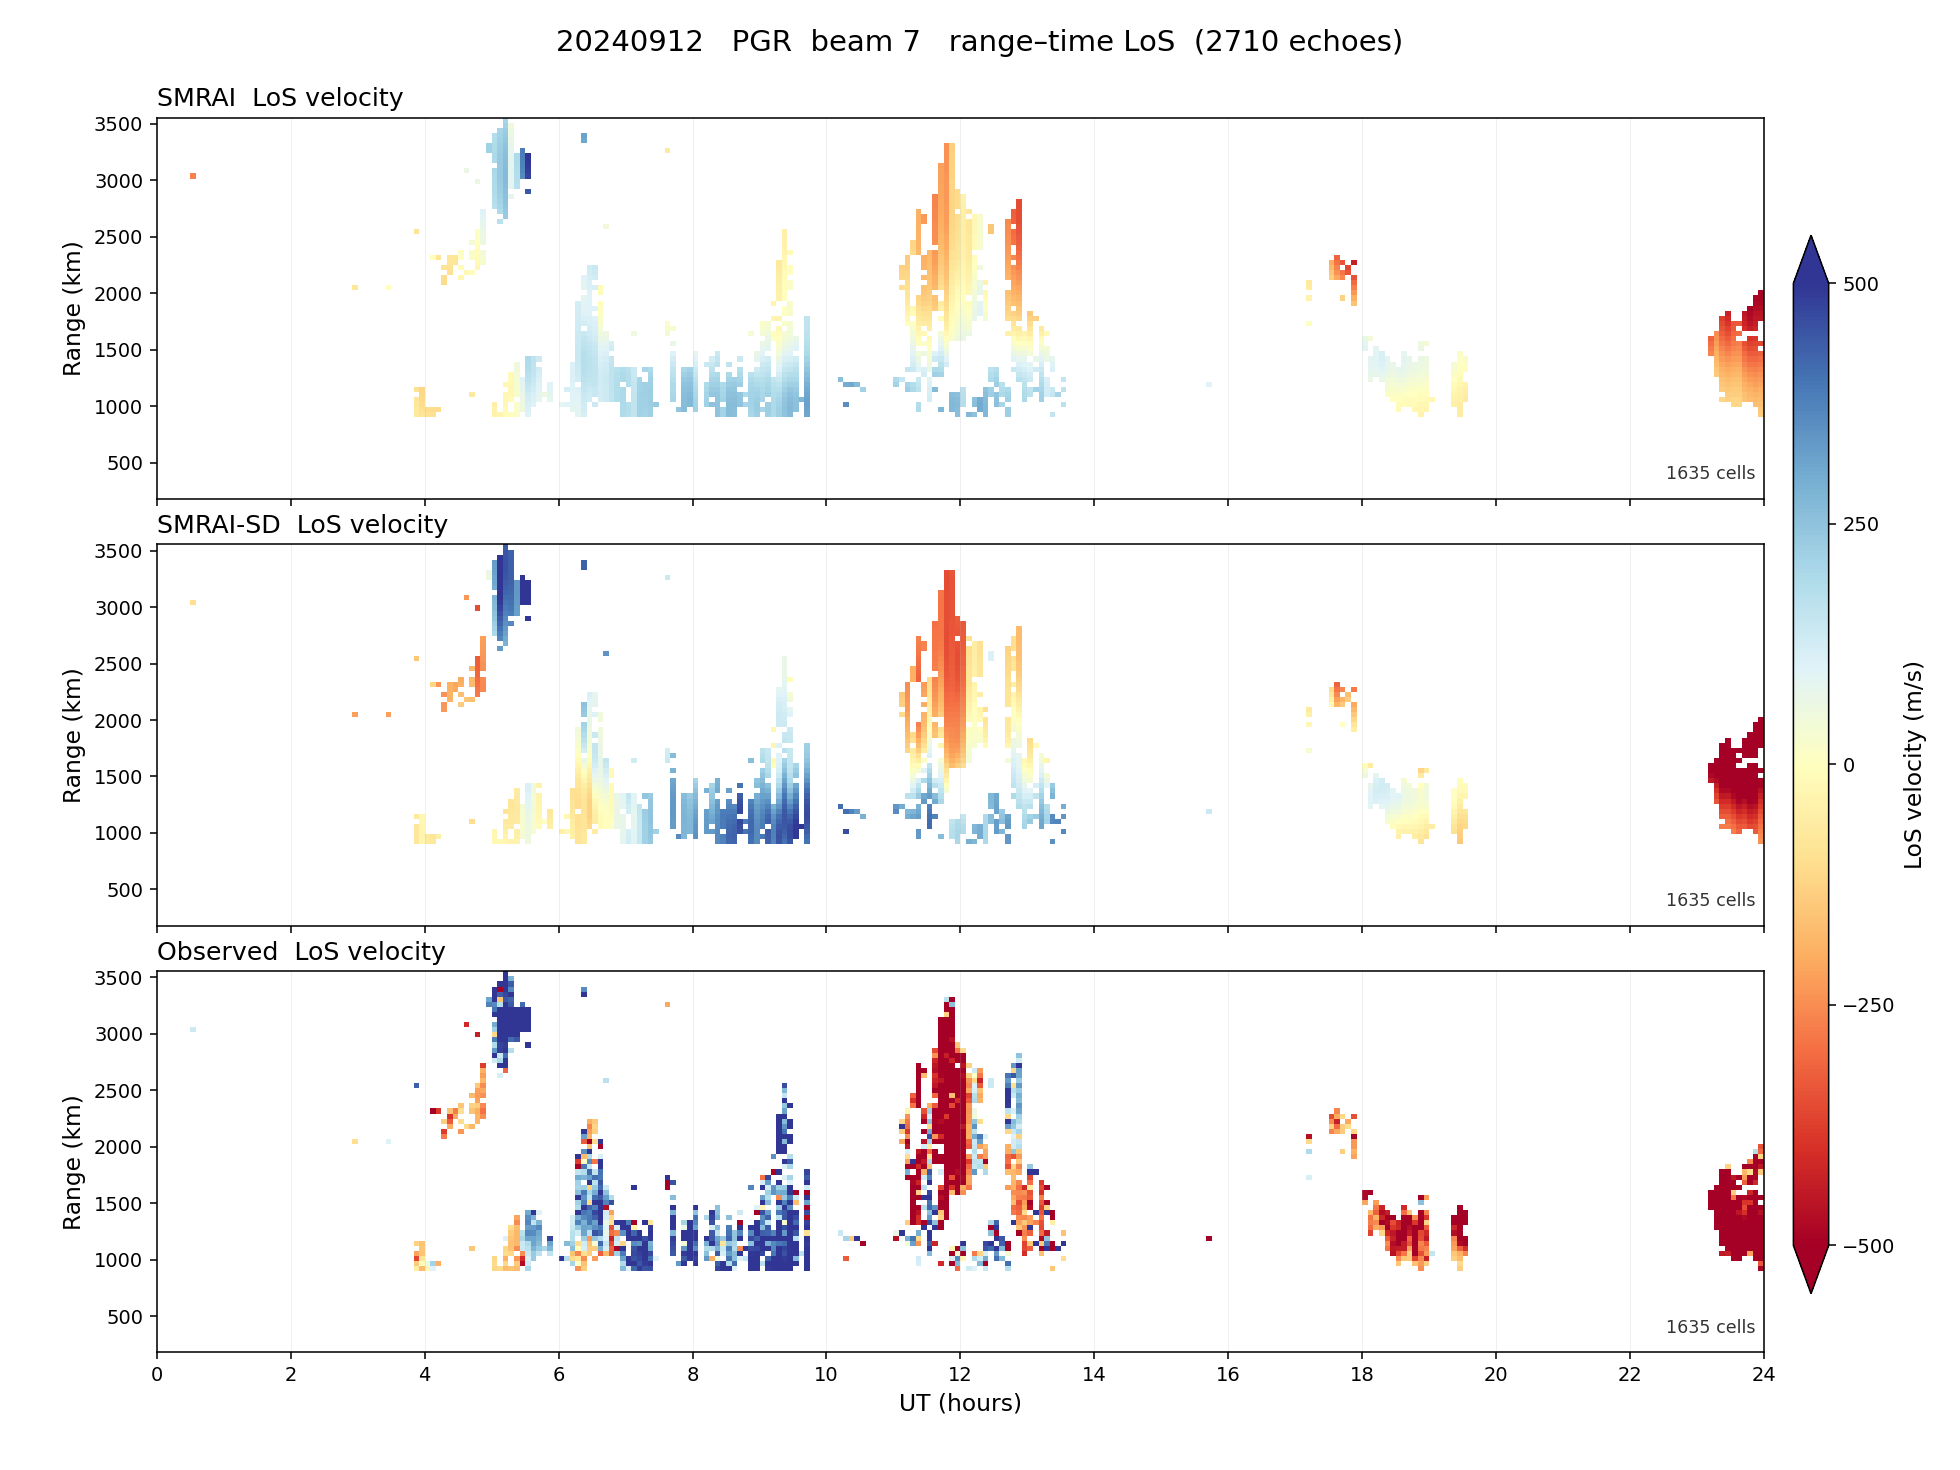 20240912   PGR  beam 7   range–time LoS  (2710 echoes)
SMRAI  LoS velocity
3500
3000
2500
2000
1500
1000
500
Range (km)
1635 cells
SMRAI-SD  LoS velocity
3500
3000
2500
2000
1500
1000
500
Range (km)
1635 cells
Observed  LoS velocity
3500
3000
2500
2000
1500
1000
500
Range (km)
1635 cells
0 2 4 6 8 10 12 14 16 18 20 22 24
UT (hours)
500
250
0
−250
−500
LoS velocity (m/s)